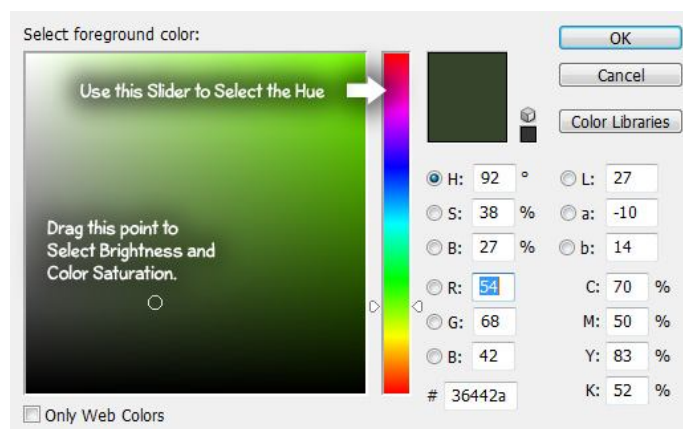 Select foreground color:
OK
Use this Slider to Select the Hue
Cancel
Color Libraries
H: 92 °
L: 27
S: 38 %
a: -10
Drag this point to
Select Brightness and
Color Saturation.
B: 27 %
b: 14
R: 54
C: 70 %
G: 68
M: 50 %
B: 42
Y: 83 %
# 36442a
K: 52 %
Only Web Colors